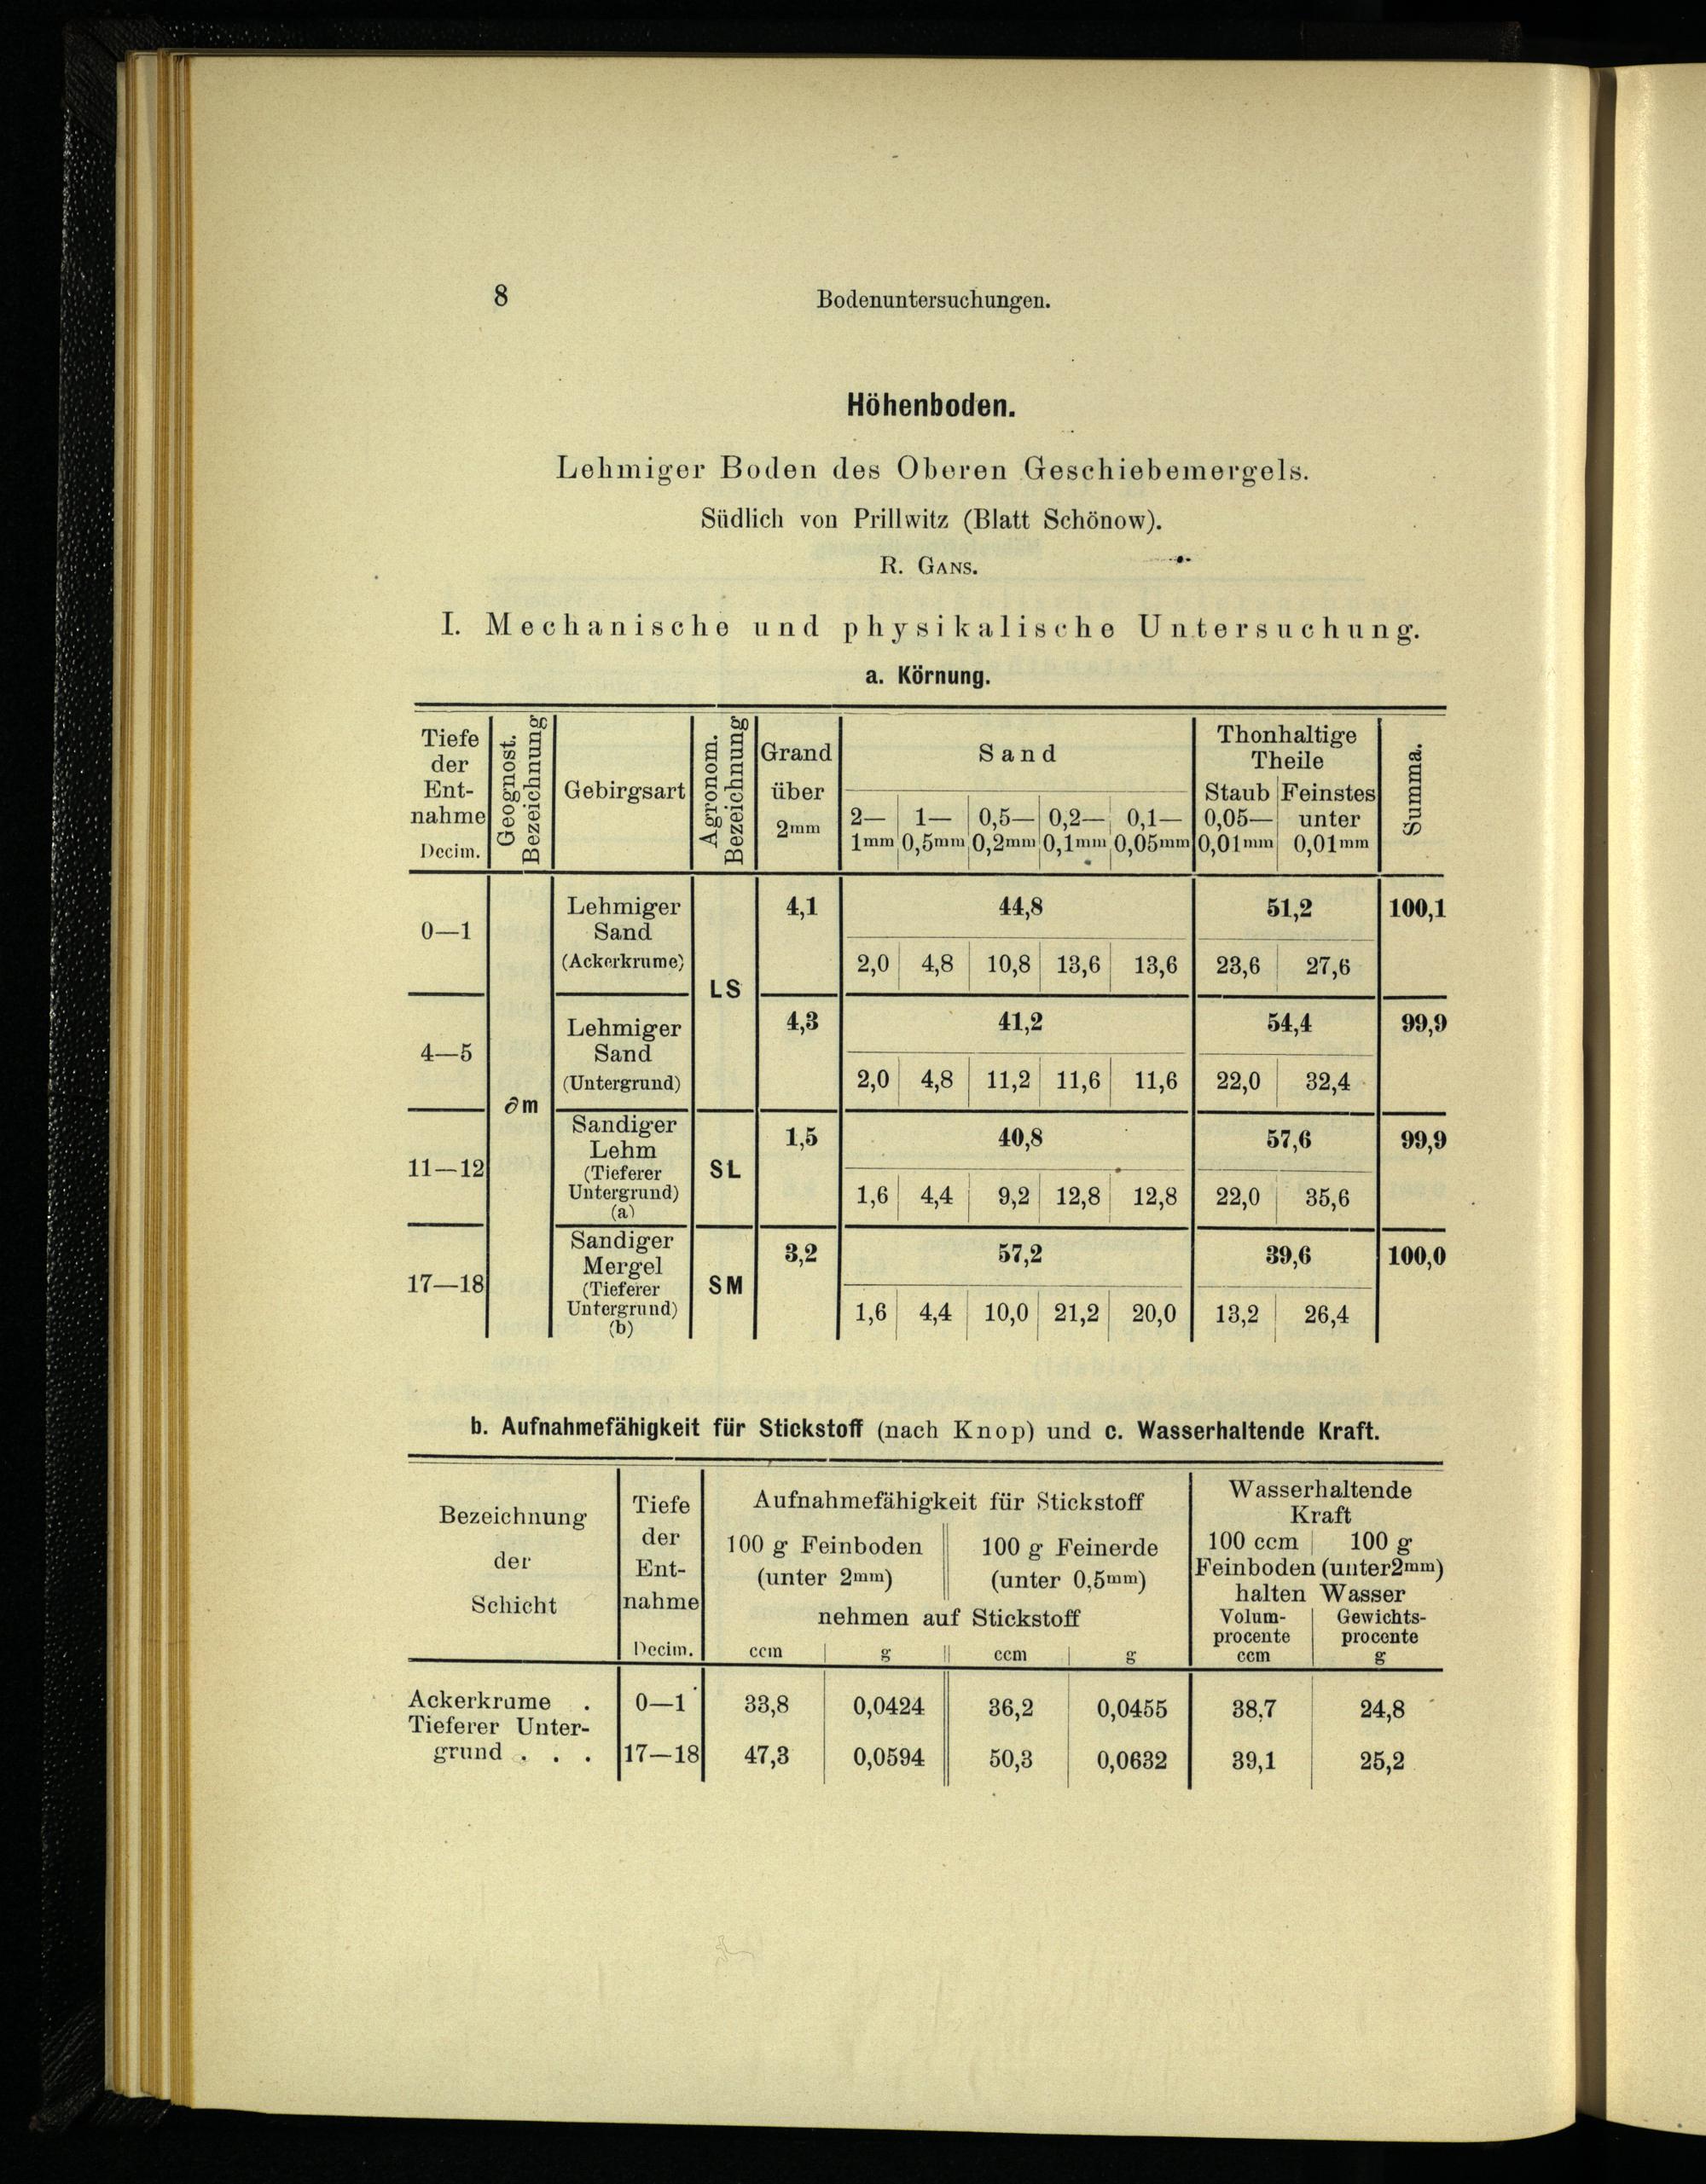 8 Bodenuntersuchungen.
Höhenboden.
Lehmiger Boden des Oberen Geschiebemergels.
Südlich von Prillwitz (Blatt Schönow).
R. GANS.
I. Mechanische und physikalische Untersuchung.
a. Körnung.
Tiefe der Entnahme Decim. | Geognost. Bezeichnung | Gebirgsart | Agronom. Bezeichnung | Grand über 2mm | Sand | Thonhaltige Theile | Summa.
2—1mm | 1—0,5mm | 0,5—0,2mm | 0,2—0,1mm | 0,1—0,05mm | Staub 0,05—0,01mm | Feinstes unter 0,01mm
0—1 | ∂m | Lehmiger Sand (Ackerkrume) | LS | 4,1 | 44,8 | 51,2 | 100,1
2,0 | 4,8 | 10,8 | 13,6 | 13,6 | 23,6 | 27,6
4—5 | Lehmiger Sand (Untergrund) | 4,3 | 41,2 | 54,4 | 99,9
2,0 | 4,8 | 11,2 | 11,6 | 11,6 | 22,0 | 32,4
11—12 | Sandiger Lehm (Tieferer Untergrund) (a) | SL | 1,5 | 40,8 | 57,6 | 99,9
1,6 | 4,4 | 9,2 | 12,8 | 12,8 | 22,0 | 35,6
17—18 | Sandiger Mergel (Tieferer Untergrund) (b) | SM | 3,2 | 57,2 | 39,6 | 100,0
1,6 | 4,4 | 10,0 | 21,2 | 20,0 | 13,2 | 26,4
b. Aufnahmefähigkeit für Stickstoff (nach Knop) und c. Wasserhaltende Kraft.
Bezeichnung der Schicht | Tiefe der Entnahme Decim. | Aufnahmefähigkeit für Stickstoff | Wasserhaltende Kraft
100 g Feinboden (unter 2mm) | 100 g Feinerde (unter 0,5mm) | 100 ccm | 100 g
nehmen auf Stickstoff | Feinboden (unter 2mm) halten Wasser
ccm | g | ccm | g | Volumprocente ccm | Gewichtsprocente g
Ackerkrume . | 0—1 | 33,8 | 0,0424 | 36,2 | 0,0455 | 38,7 | 24,8
Tieferer Unter-
grund . . . | 17—18 | 47,3 | 0,0594 | 50,3 | 0,0632 | 39,1 | 25,2